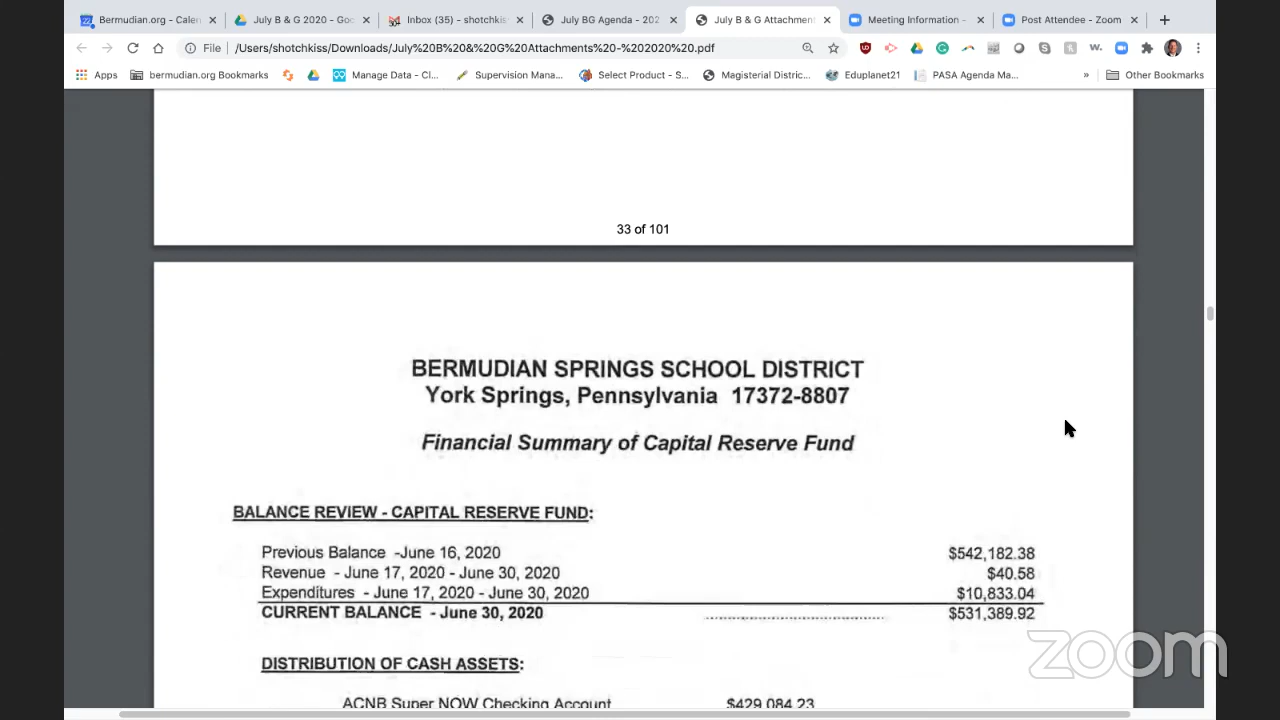 Bermudian.org - Calen
July B & G 2020 - Goo
Inbox (35) - shotchkis
July BG Agenda - 202
July B & G Attachmen
Meeting Information -
Post Attendee - Zoom
File
/Users/shotchkiss/Downloads/July%20B%20&%20G%20Attachments%20-%202020%20.pdf
Apps
bermudian.org Bookmarks
Manage Data - Cl...
Supervision Mana...
Select Product - S...
Magisterial Distric...
Eduplanet21
PASA Agenda Ma...
»
Other Bookmarks
33 of 101
BERMUDIAN SPRINGS SCHOOL DISTRICT
York Springs, Pennsylvania 17372-8807
Financial Summary of Capital Reserve Fund
BALANCE REVIEW - CAPITAL RESERVE FUND:
Previous Balance -June 16, 2020 $542,182.38
Revenue - June 17, 2020 - June 30, 2020 $40.58
Expenditures - June 17, 2020 - June 30, 2020 $10,833.04
CURRENT BALANCE - June 30, 2020 $531,389.92
DISTRIBUTION OF CASH ASSETS:
ACNB Super NOW Checking Account $429,084.23
zoom